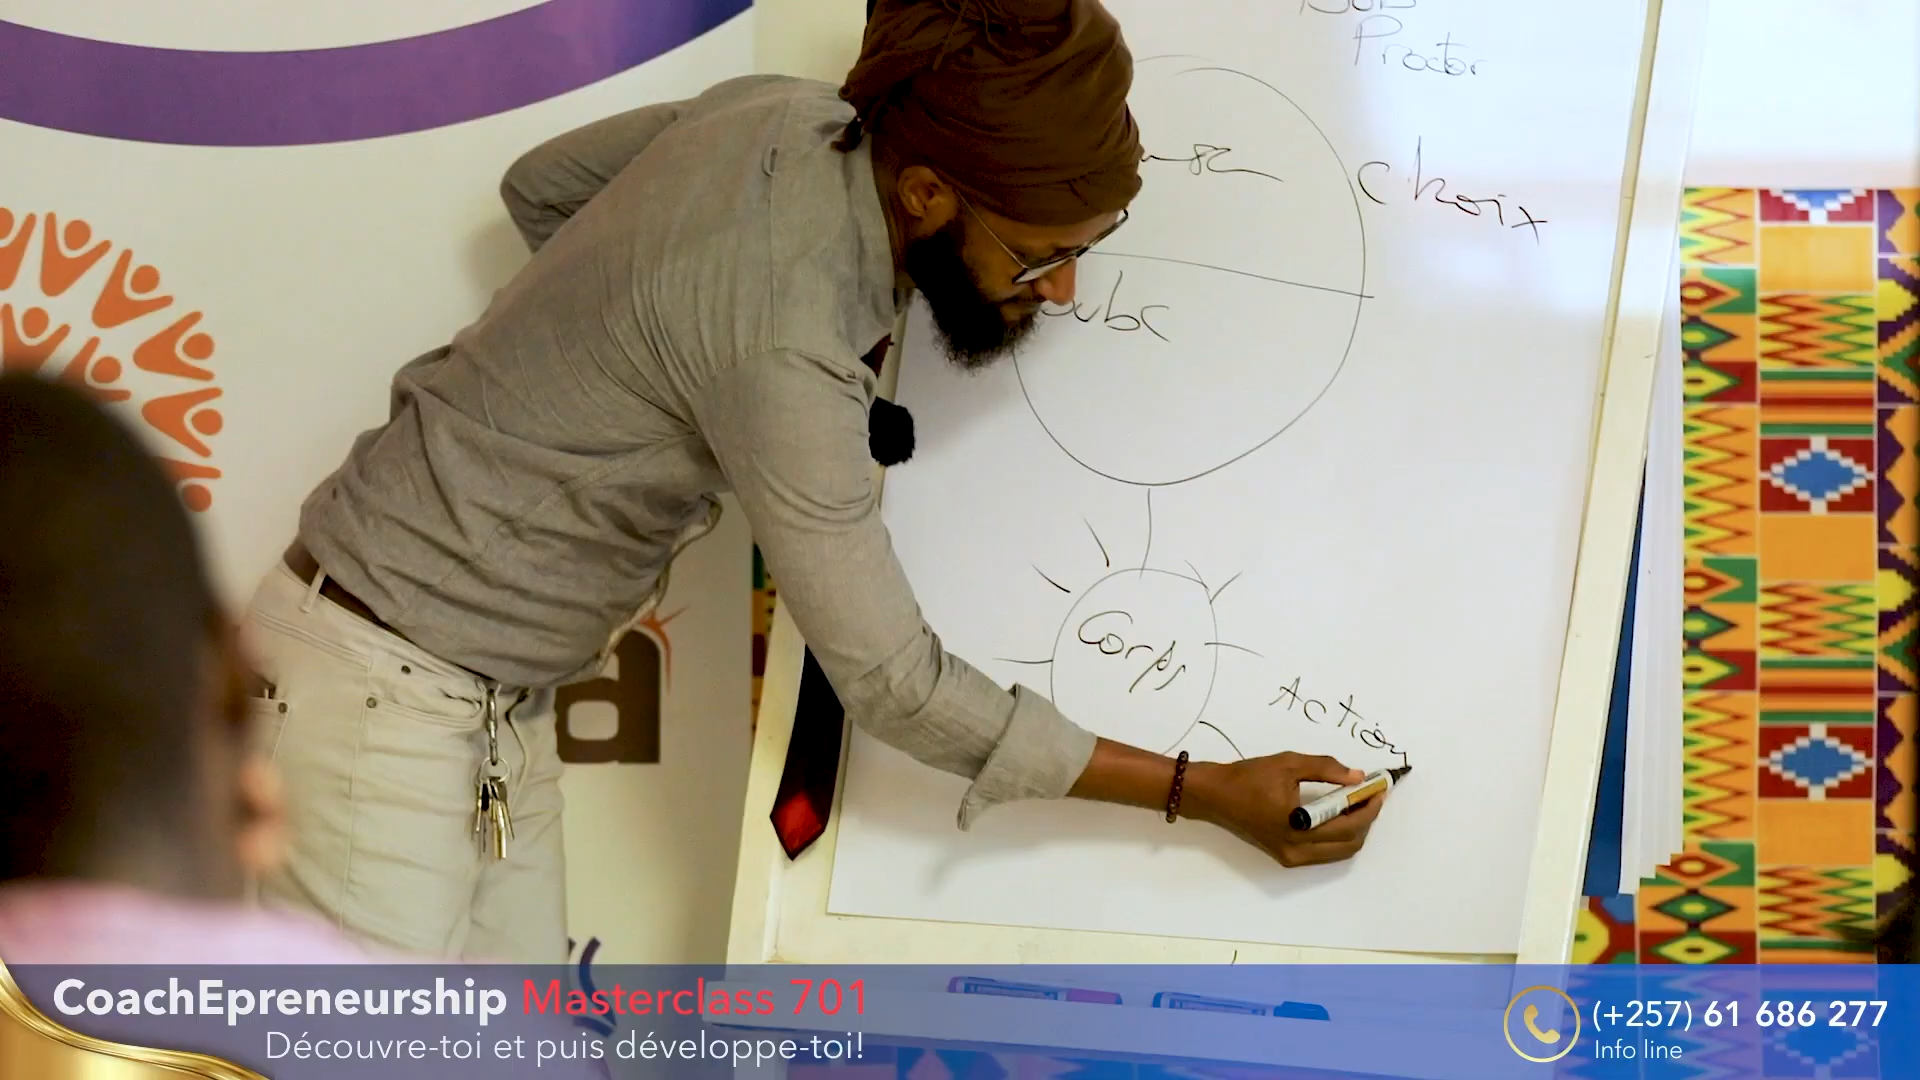 Proctor
Choix
Corps
Action
CoachEpreneurship Masterclass 701
Découvre-toi et puis développe-toi!
(+257) 61 686 277
Info line